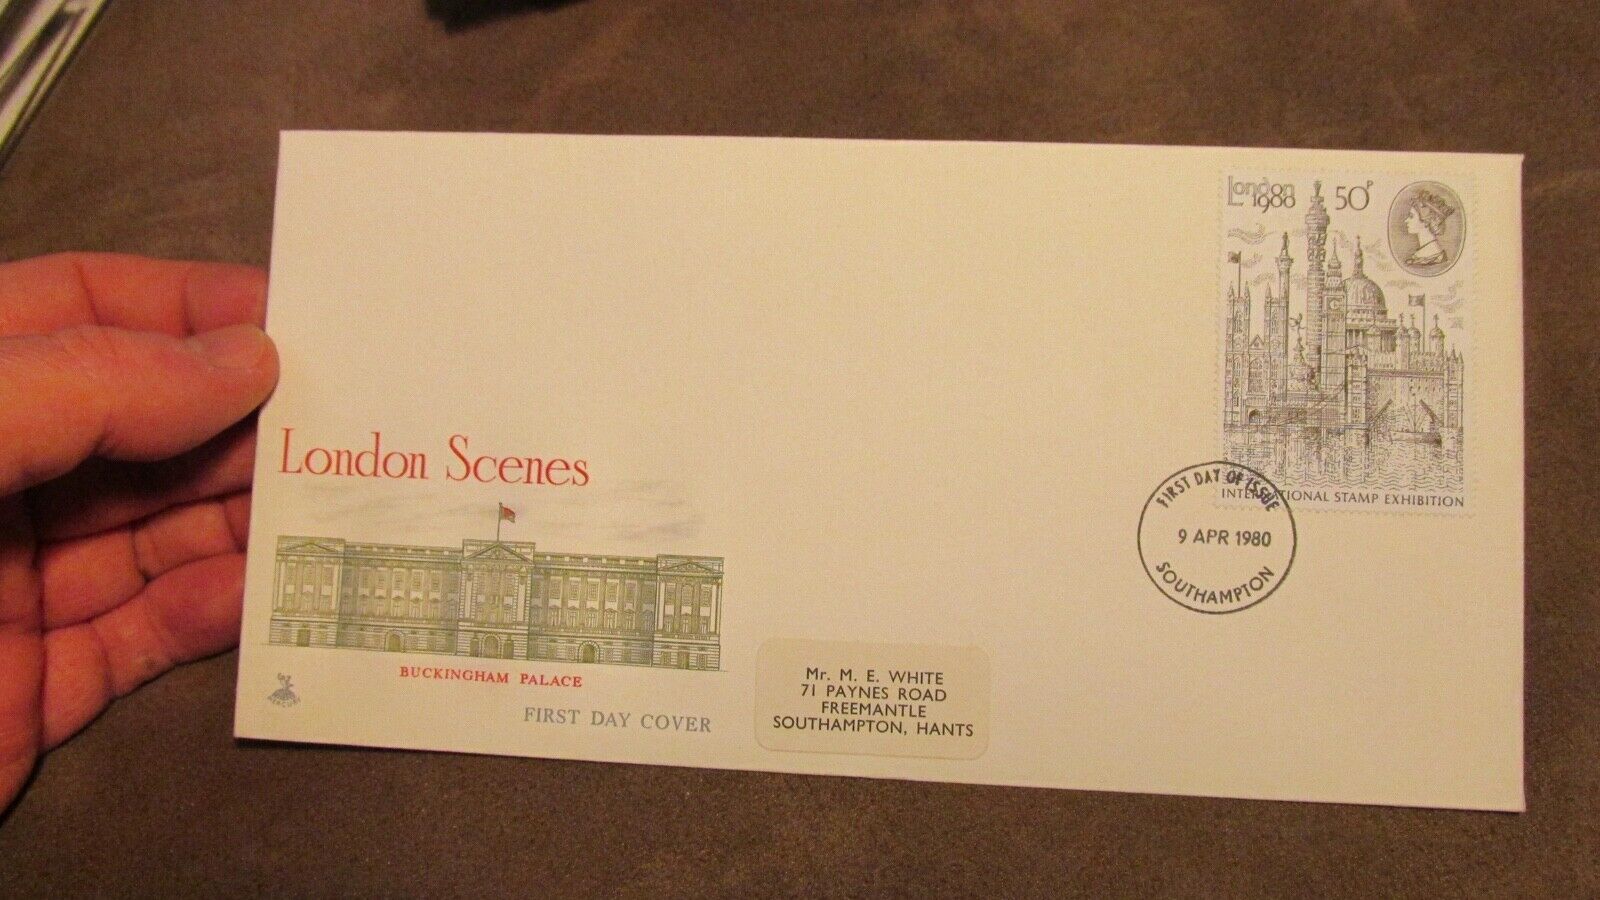 London
1980
50P
INTERNATIONAL STAMP EXHIBITION
FIRST DAY OF ISSUE
9 APR 1980
SOUTHAMPTON
London Scenes
BUCKINGHAM PALACE
MERCURY
FIRST DAY COVER
Mr. M. E. WHITE
71 PAYNES ROAD
FREEMANTLE
SOUTHAMPTON, HANTS